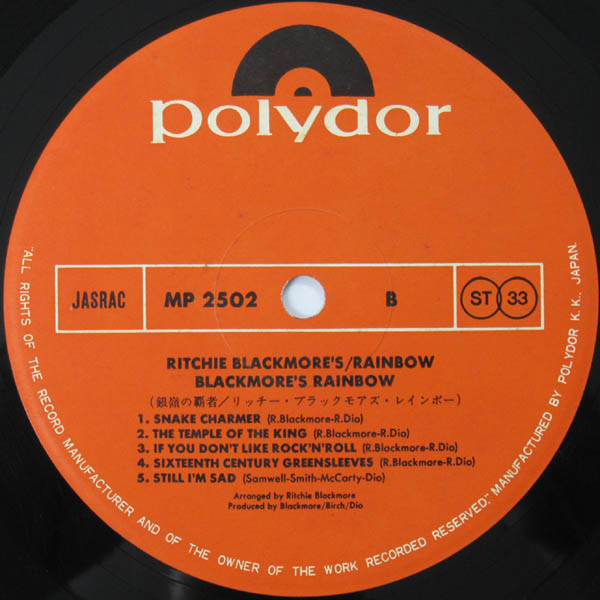 polydor
JASRAC MP 2502 B ST 33
RITCHIE BLACKMORE'S/RAINBOW
BLACKMORE'S RAINBOW
(銀嶺の覇者/リッチー・ブラックモアズ・レインボー)
1. SNAKE CHARMER (R.Blackmore-R.Dio)
2. THE TEMPLE OF THE KING (R.Blackmore-R.Dio)
3. IF YOU DON'T LIKE ROCK'N'ROLL (R.Blackmore-R.Dio)
4. SIXTEENTH CENTURY GREENSLEEVES (R.Blackmore-R.Dio)
5. STILL I'M SAD (Samwell-Smith-McCarty-Dio)
Arranged by Ritchie Blackmore
Produced by Blackmore/Birch/Dio
"ALL RIGHTS OF THE RECORD MANUFACTURER AND OF THE OWNER OF THE WORK RECORDED RESERVED." MANUFACTURED BY POLYDOR K.K., JAPAN.